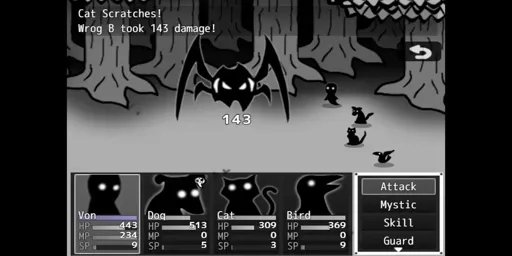 Cat Scratches!
Wrog B took 143 damage!
143
Von
HP 443
MP 234
SP 9
Dog
HP 513
MP 0
SP 5
Cat
HP 309
MP 0
SP 3
Bird
HP 369
MP 0
SP 9
Attack
Mystic
Skill
Guard